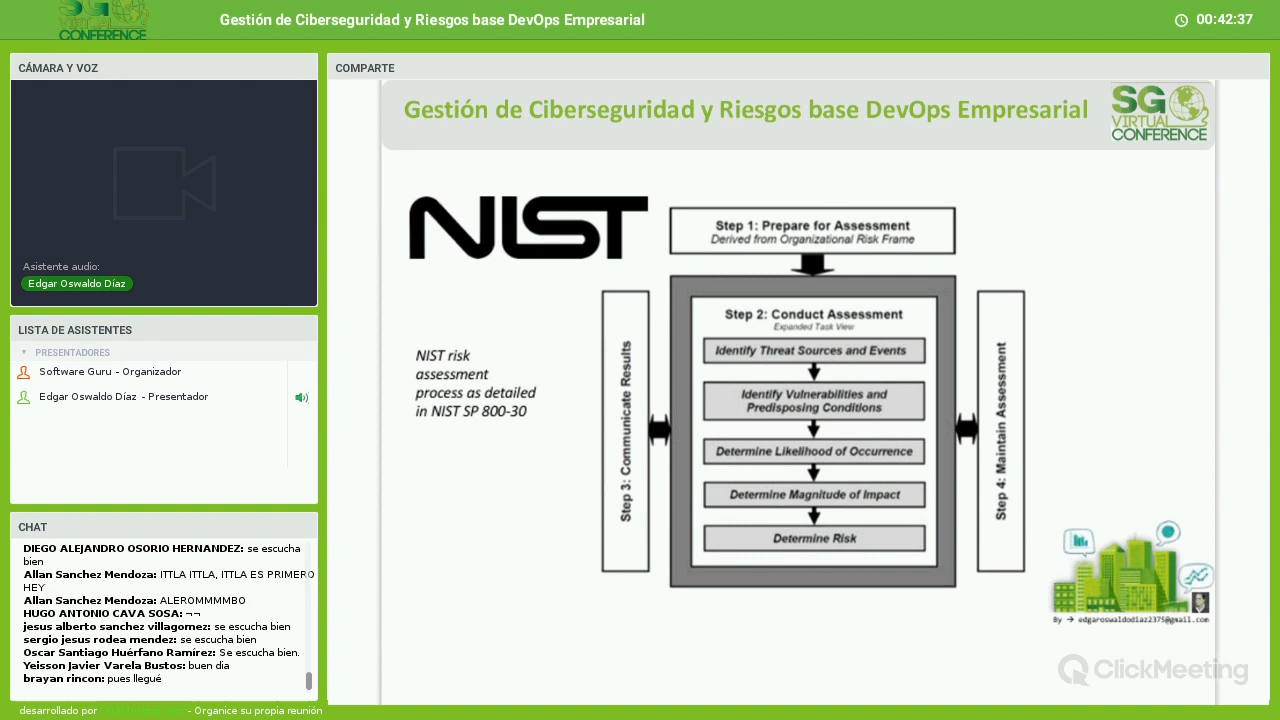 SG
VIRTUAL
CONFERENCE
Gestión de Ciberseguridad y Riesgos base DevOps Empresarial
00:42:37
CÁMARA Y VOZ
Asistente audio:
Edgar Oswaldo Díaz
LISTA DE ASISTENTES
PRESENTADORES
Software Guru - Organizador
Edgar Oswaldo Díaz - Presentador
CHAT
DIEGO ALEJANDRO OSORIO HERNANDEZ: se escucha
bien
Allan Sanchez Mendoza: ITTLA ITTLA, ITTLA ES PRIMERO
HEY
Allan Sanchez Mendoza: ALEROMMMMBO
HUGO ANTONIO CAVA SOSA: ¬¬
jesus alberto sanchez villagomez: se escucha bien
sergio jesus rodea mendez: se escucha bien
Oscar Santiago Huérfano Ramírez: Se escucha bien.
Yeisson Javier Varela Bustos: buen dia
brayan rincon: pues llegué
desarrollado por - Organice su propia reunión
COMPARTE
Gestión de Ciberseguridad y Riesgos base DevOps Empresarial
SG
VIRTUAL
CONFERENCE
NIST
NIST risk
assessment
process as detailed
in NIST SP 800-30
Step 1: Prepare for Assessment
Derived from Organizational Risk Frame
Step 2: Conduct Assessment
Expanded Task View
Identify Threat Sources and Events
Identify Vulnerabilities and
Predisposing Conditions
Determine Likelihood of Occurrence
Determine Magnitude of Impact
Determine Risk
Step 3: Communicate Results
Step 4: Maintain Assessment
By → edgaroswaldodiaz2375@gmail.com
ClickMeeting